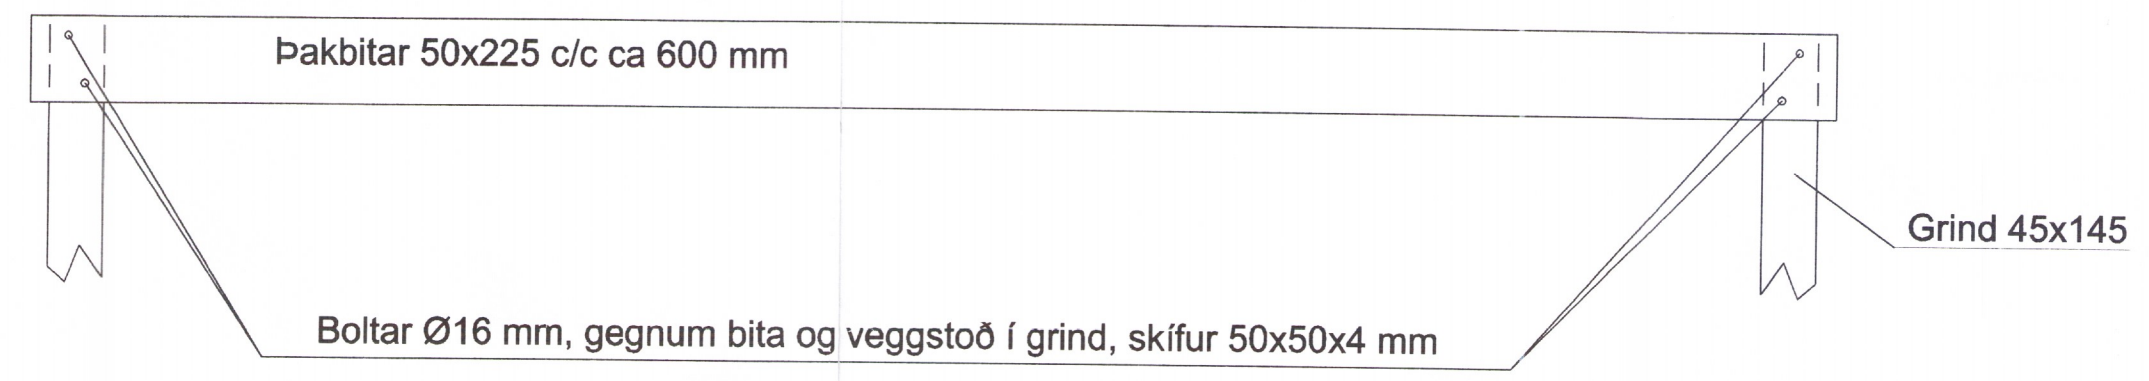 Þakbitar 50x225 c/c ca 600 mm
Grind 45x145
Boltar Ø16 mm, gegnum bita og veggstoð í grind, skífur 50x50x4 mm